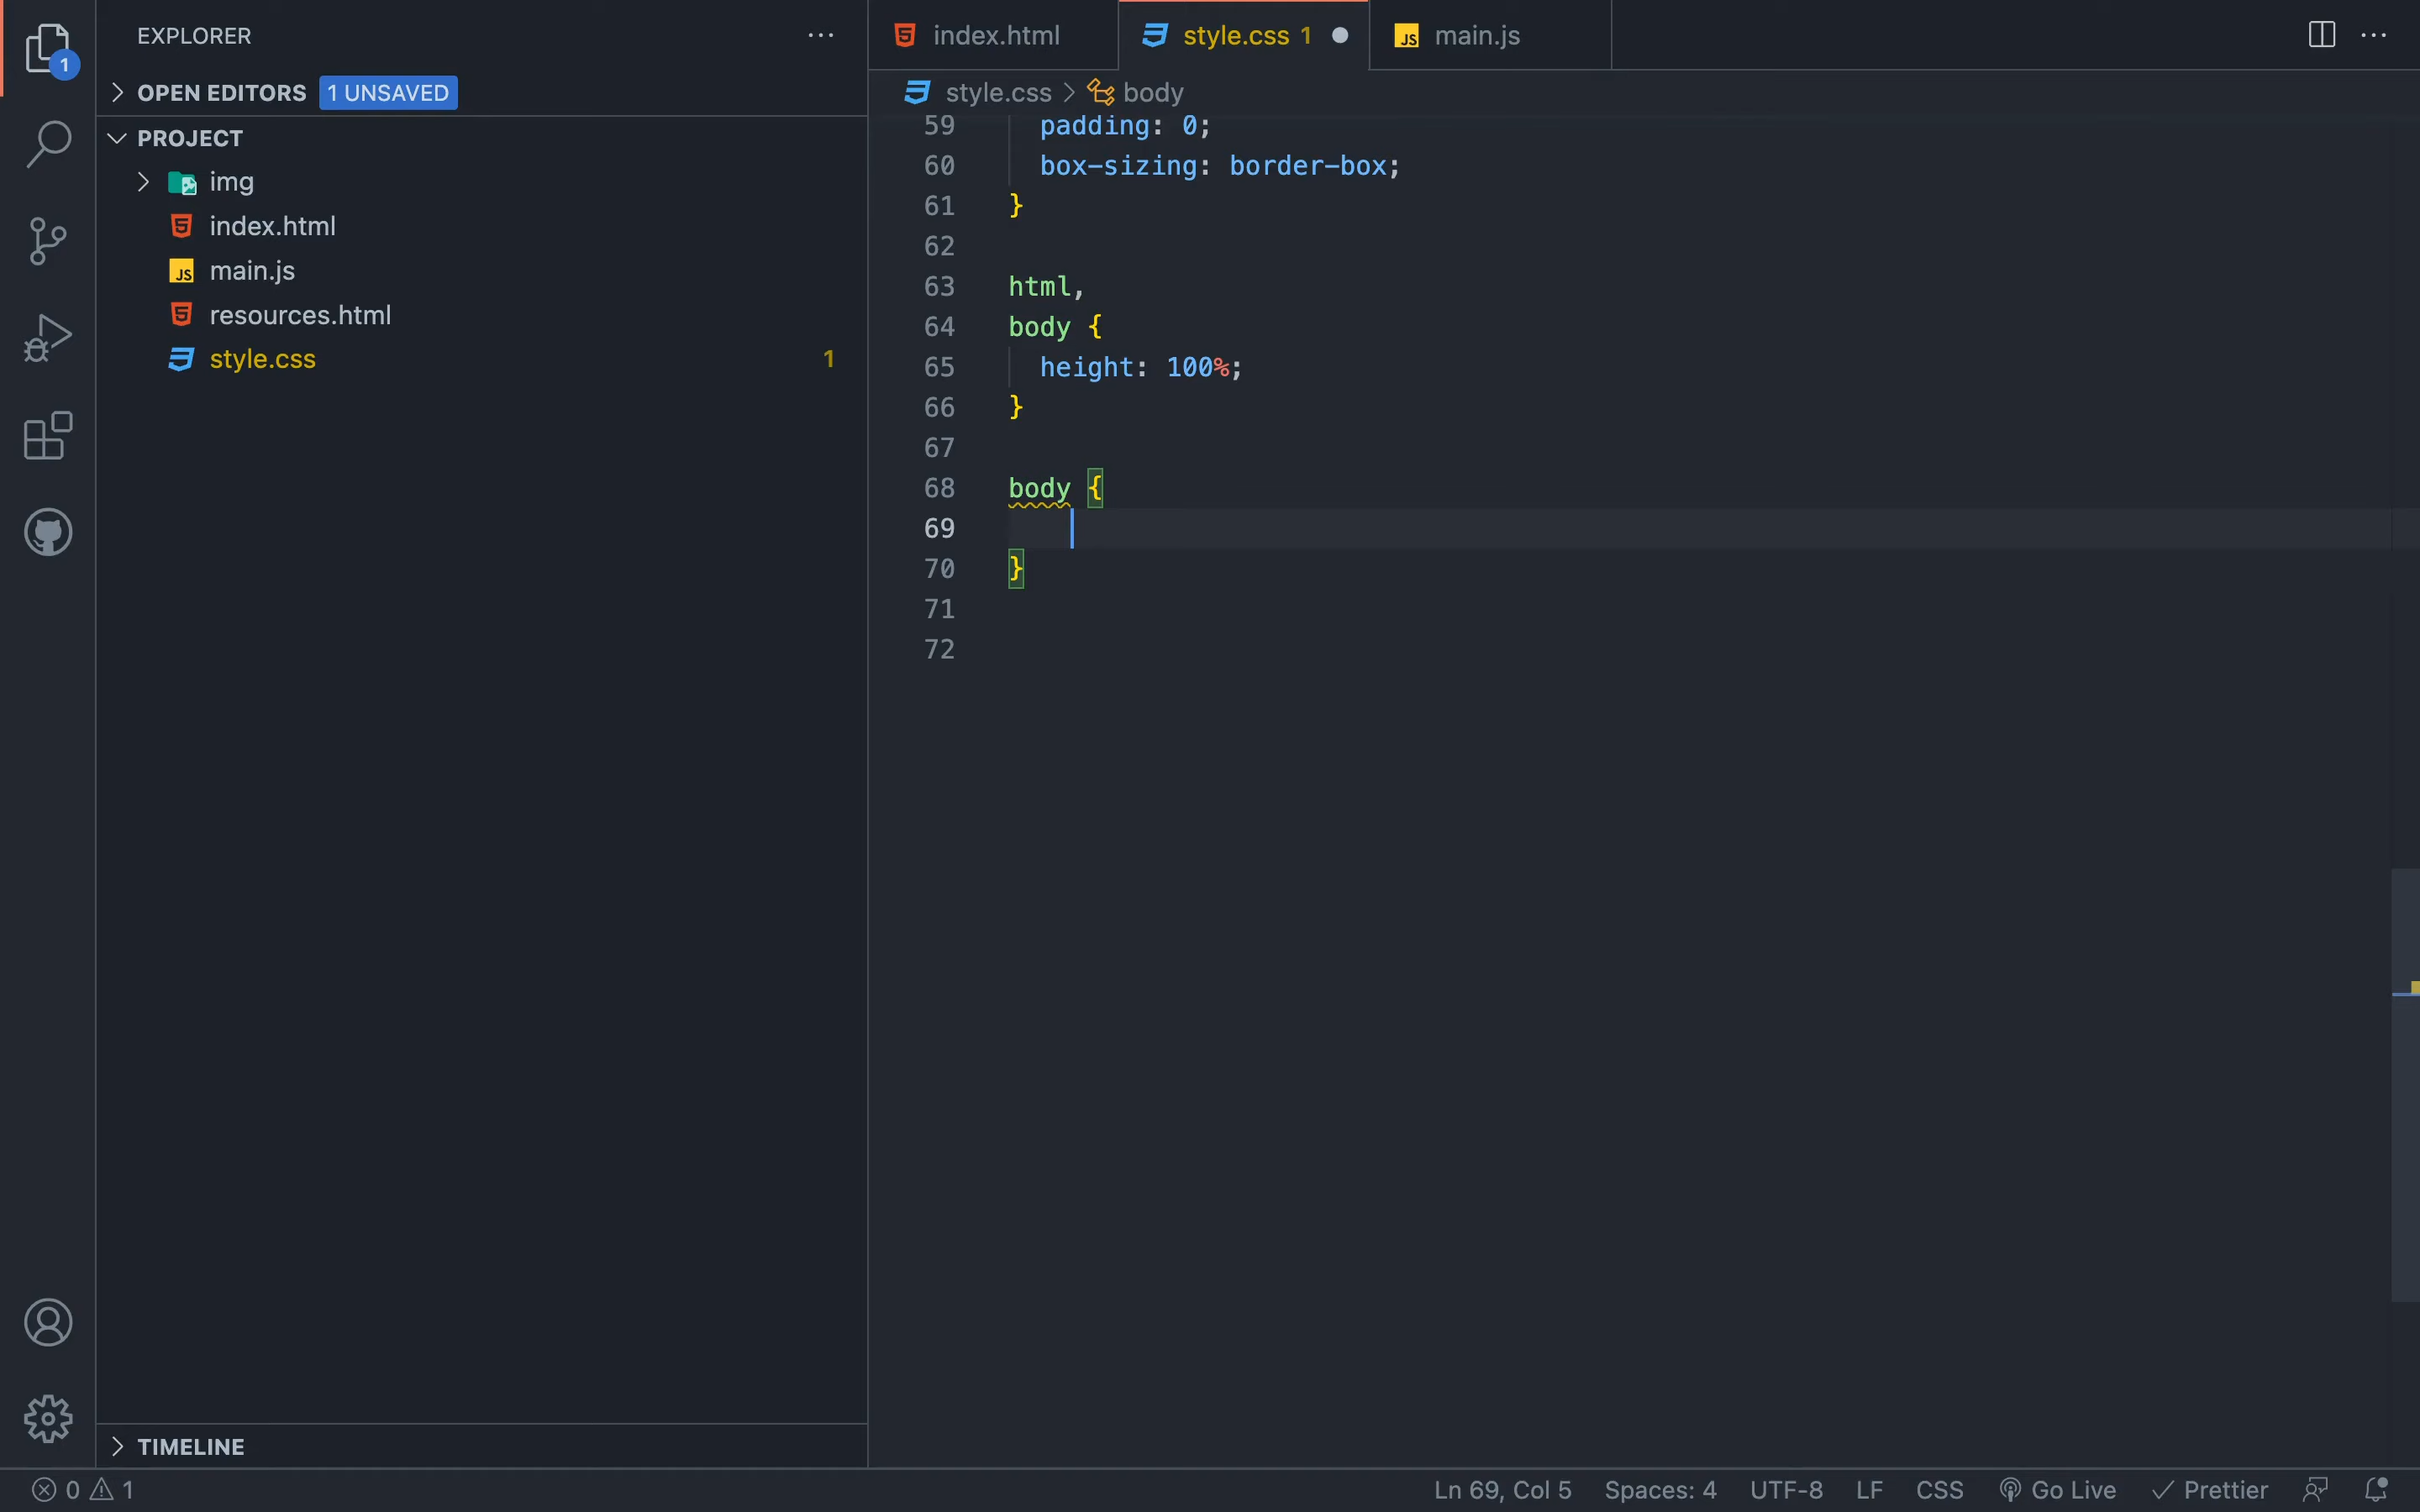 EXPLORER
1
OPEN EDITORS 1 UNSAVED
PROJECT
img
index.html
main.js
resources.html
style.css 1
TIMELINE
index.html
style.css 1
JS main.js
style.css > body
59 padding: 0;
60 box-sizing: border-box;
61 }
62
63 html,
64 body {
65 height: 100%;
66 }
67
68 body {
69
70 }
71
72
0 1
Ln 69, Col 5 Spaces: 4 UTF-8 LF CSS Go Live Prettier